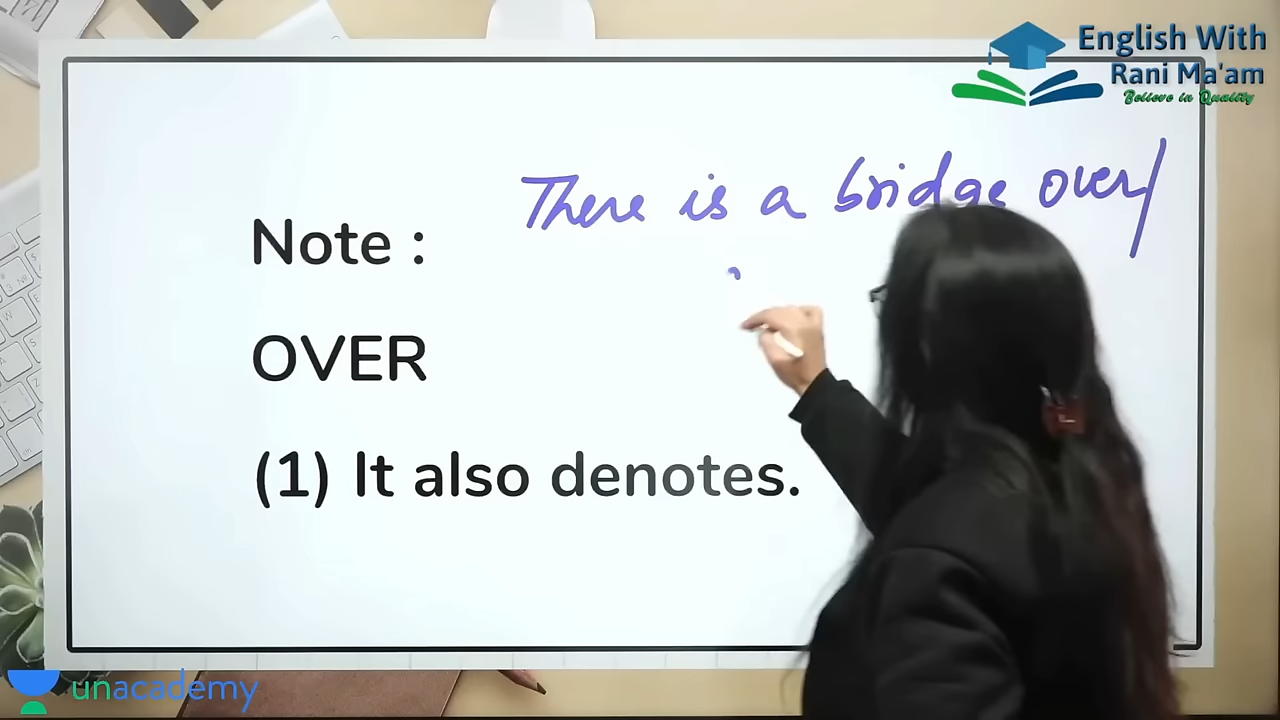 English With
Rani Ma'am
Believe in Quality
There is a bridge over/
Note :
OVER
(1) It also denotes.
unacademy